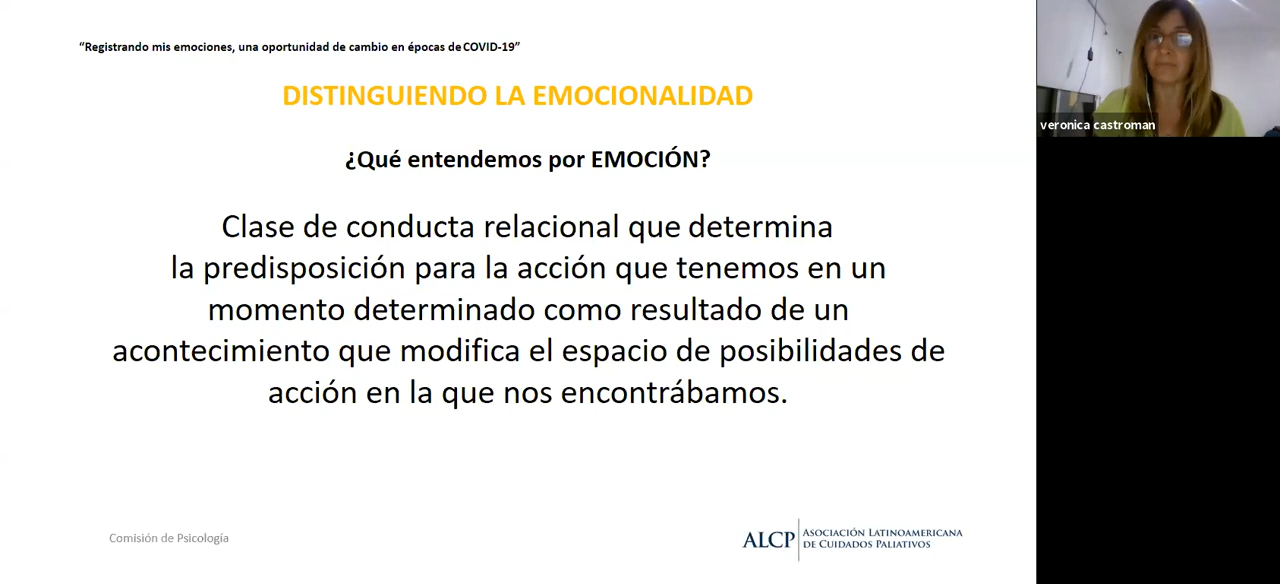 “Registrando mis emociones, una oportunidad de cambio en épocas de COVID-19”
DISTINGUIENDO LA EMOCIONALIDAD
¿Qué entendemos por EMOCIÓN?
Clase de conducta relacional que determina
la predisposición para la acción que tenemos en un
momento determinado como resultado de un
acontecimiento que modifica el espacio de posibilidades de
acción en la que nos encontrábamos.
Comisión de Psicología
ALCP
ASOCIACIÓN LATINOAMERICANA
DE CUIDADOS PALIATIVOS
veronica castroman